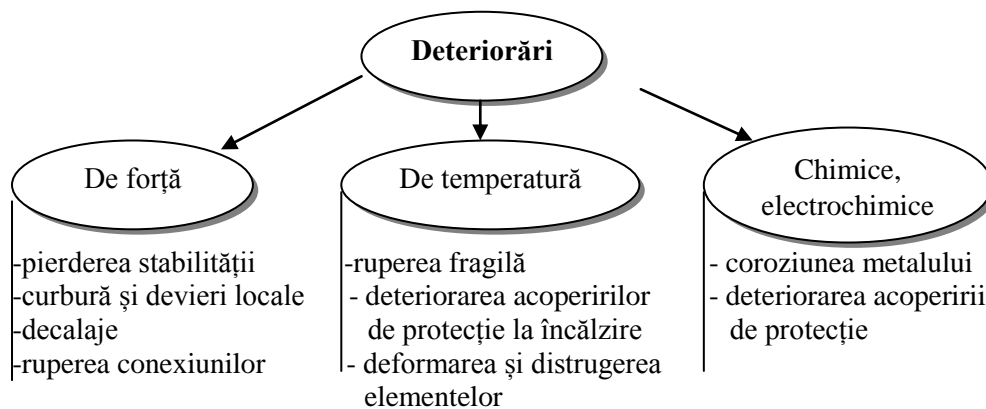 Deteriorări
De forță
-pierderea stabilității
-curbură și devieri locale
-decalaje
-ruperea conexiunilor
De temperatură
-ruperea fragilă
- deteriorarea acoperirilor
de protecție la încălzire
- deformarea și distrugerea
elementelor
Chimice,
electrochimice
- coroziunea metalului
- deteriorarea acoperirii
de protecție